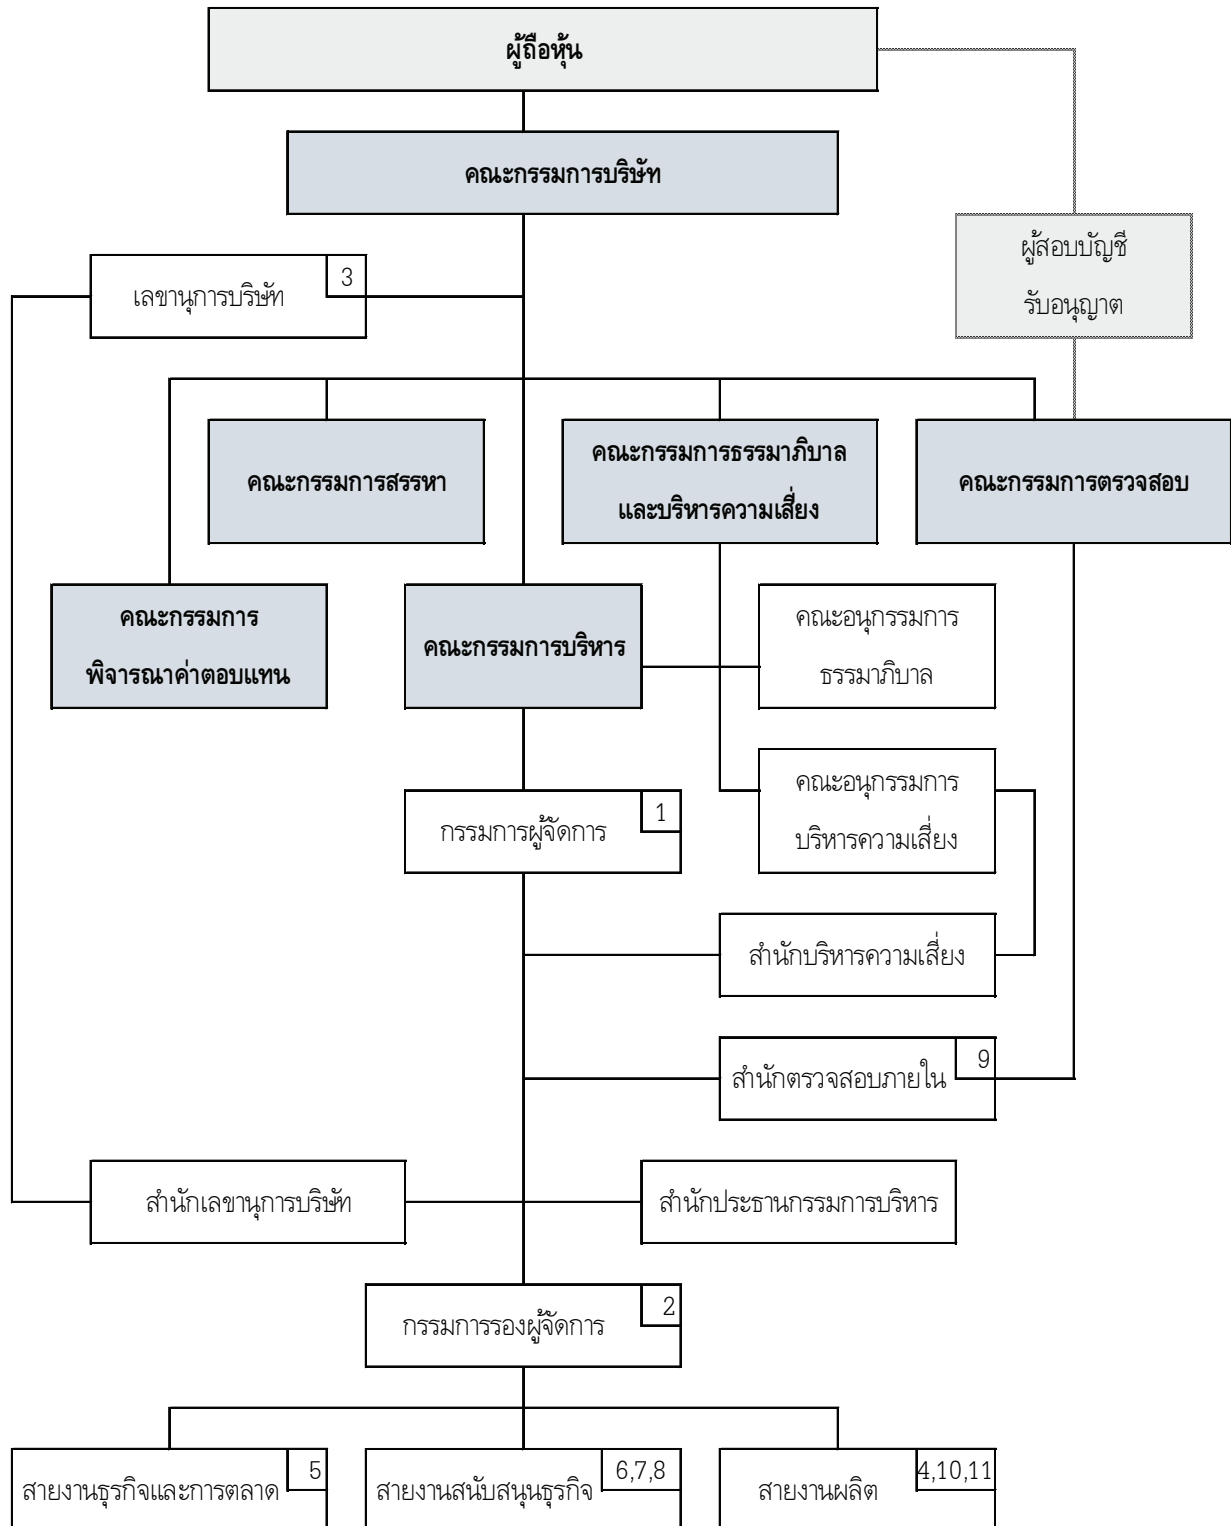 ผู้ถือหุ้น
คณะกรรมการบริษัท
ผู้สอบบัญชี
รับอนุญาต
เลขานุการบริษัท
3
คณะกรรมการสรรหา
คณะกรรมการธรรมาภิบาล
และบริหารความเสี่ยง
คณะกรรมการตรวจสอบ
คณะกรรมการ
พิจารณาค่าตอบแทน
คณะกรรมการบริหาร
คณะอนุกรรมการ
ธรรมาภิบาล
กรรมการผู้จัดการ
1
คณะอนุกรรมการ
บริหารความเสี่ยง
สำนักบริหารความเสี่ยง
สำนักตรวจสอบภายใน
9
สำนักเลขานุการบริษัท
สำนักประธานกรรมการบริหาร
กรรมการรองผู้จัดการ
2
สายงานธุรกิจและการตลาด
5
สายงานสนับสนุนธุรกิจ
6,7,8
สายงานผลิต
4,10,11